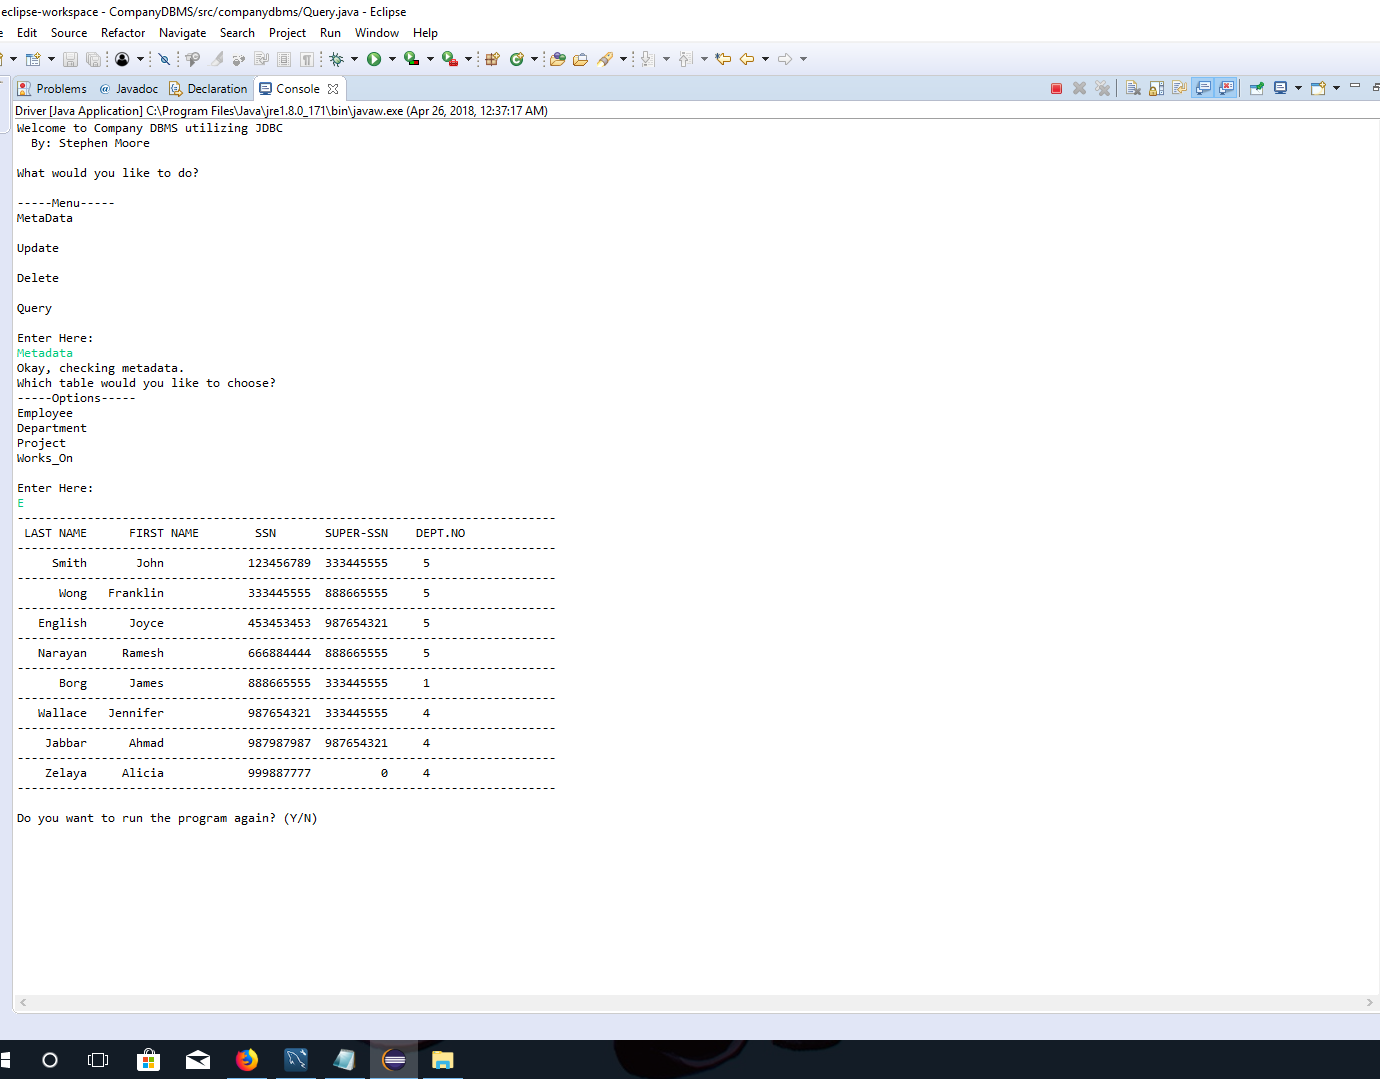 eclipse-workspace - CompanyDBMS/src/companydbms/Query.java - Eclipse
Edit Source Refactor Navigate Search Project Run Window Help
Problems @ Javadoc Declaration Console
Driver [Java Application] C:\Program Files\Java\jre1.8.0_171\bin\javaw.exe (Apr 26, 2018, 12:37:17 AM)
Welcome to Company DBMS utilizing JDBC
By: Stephen Moore
What would you like to do?
-----Menu-----
MetaData
Update
Delete
Query
Enter Here:
Metadata
Okay, checking metadata.
Which table would you like to choose?
-----Options-----
Employee
Department
Project
Works_On
Enter Here:
E
-----------------------------------------------------------------------------
LAST NAME FIRST NAME SSN SUPER-SSN DEPT.NO
-----------------------------------------------------------------------------
Smith John 123456789 333445555 5
-----------------------------------------------------------------------------
Wong Franklin 333445555 888665555 5
-----------------------------------------------------------------------------
English Joyce 453453453 987654321 5
-----------------------------------------------------------------------------
Narayan Ramesh 666884444 888665555 5
-----------------------------------------------------------------------------
Borg James 888665555 333445555 1
-----------------------------------------------------------------------------
Wallace Jennifer 987654321 333445555 4
-----------------------------------------------------------------------------
Jabbar Ahmad 987987987 987654321 4
-----------------------------------------------------------------------------
Zelaya Alicia 999887777 0 4
-----------------------------------------------------------------------------
Do you want to run the program again? (Y/N)